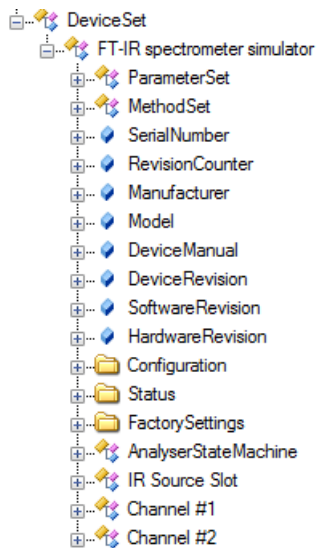 DeviceSet
FT-IR spectrometer simulator
ParameterSet
MethodSet
SerialNumber
RevisionCounter
Manufacturer
Model
DeviceManual
DeviceRevision
SoftwareRevision
HardwareRevision
Configuration
Status
FactorySettings
AnalyserStateMachine
IR Source Slot
Channel #1
Channel #2